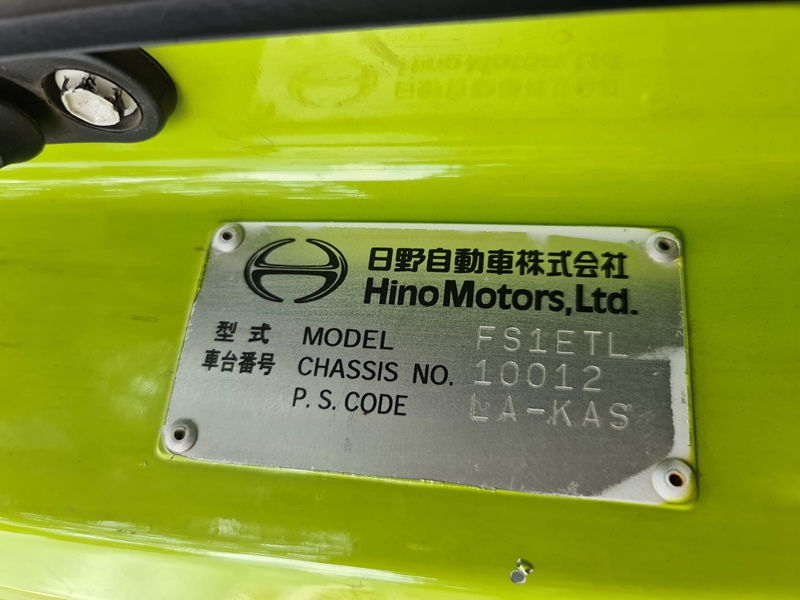 日野自動車株式会社
Hino Motors, Ltd.
型式 MODEL FS1ETL
車台番号 CHASSIS NO. 10012
P. S. CODE LA-KAS